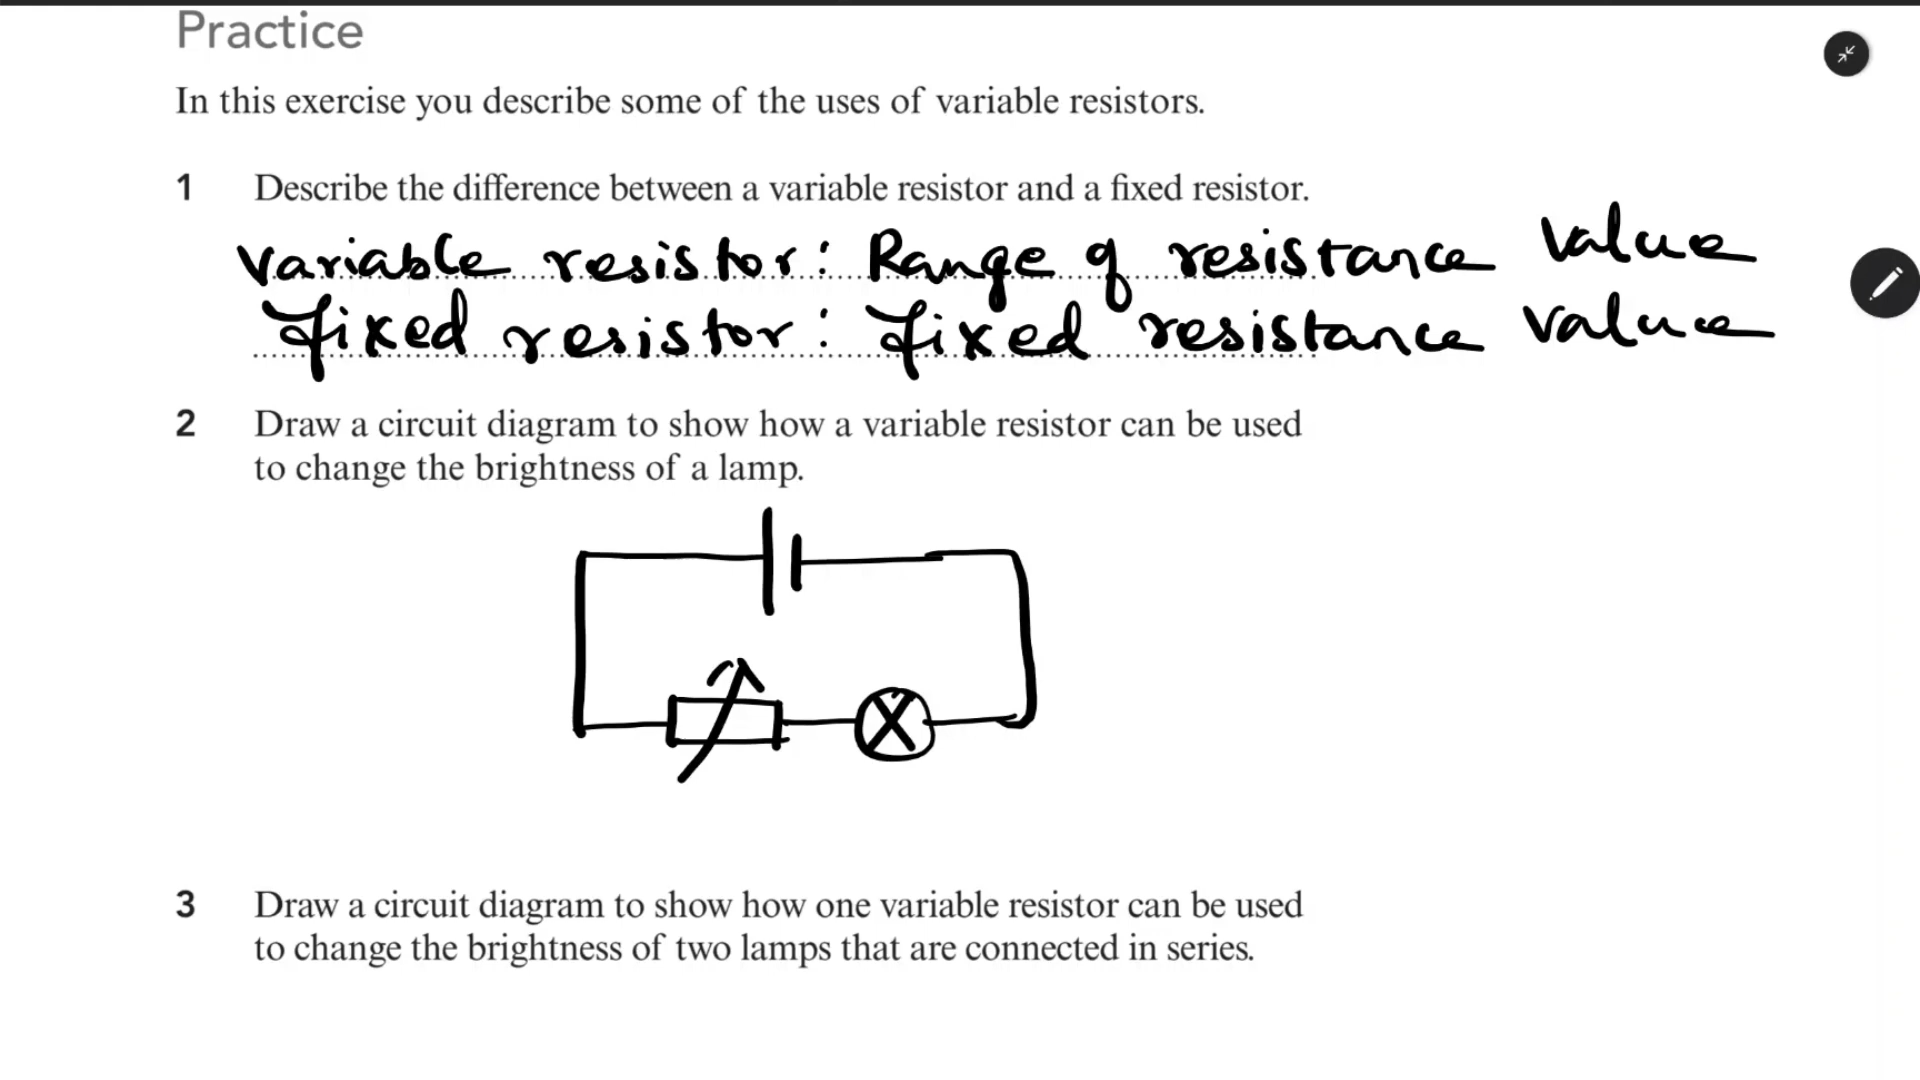 Practice
In this exercise you describe some of the uses of variable resistors.
1 Describe the difference between a variable resistor and a fixed resistor.
Variable resistor: Range of resistance value
Fixed resistor: Fixed resistance value
2 Draw a circuit diagram to show how a variable resistor can be used
to change the brightness of a lamp.
3 Draw a circuit diagram to show how one variable resistor can be used
to change the brightness of two lamps that are connected in series.